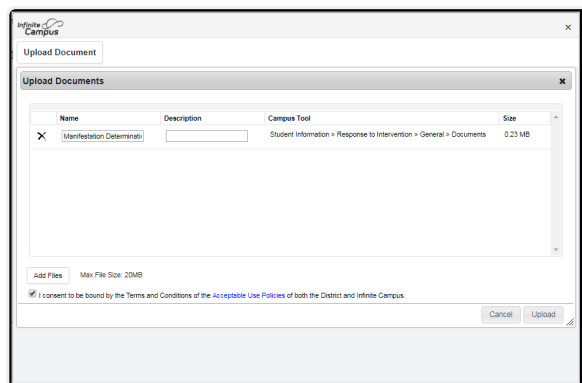 Infinite
Campus
Upload Document
Upload Documents
Name Description Campus Tool Size
Manifestation Determinati Student Information > Response to Intervention > General > Documents 0.23 MB
Add Files Max File Size: 20MB
I consent to be bound by the Terms and Conditions of the Acceptable Use Policies of both the District and Infinite Campus.
Cancel Upload